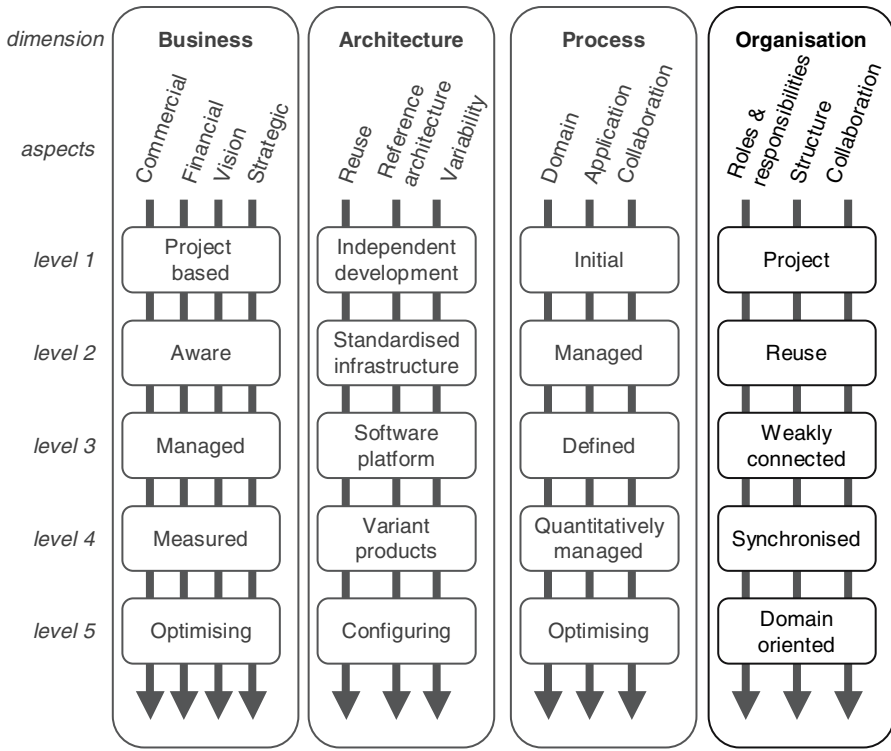 dimension
Business
Architecture
Process
Organisation
aspects
Commercial
Financial
Vision
Strategic
Reuse
Reference
architecture
Variability
Domain
Application
Collaboration
Roles &
responsibilities
Structure
Collaboration
level 1
Project
based
Independent
development
Initial
Project
level 2
Aware
Standardised
infrastructure
Managed
Reuse
level 3
Managed
Software
platform
Defined
Weakly
connected
level 4
Measured
Variant
products
Quantitatively
managed
Synchronised
level 5
Optimising
Configuring
Optimising
Domain
oriented